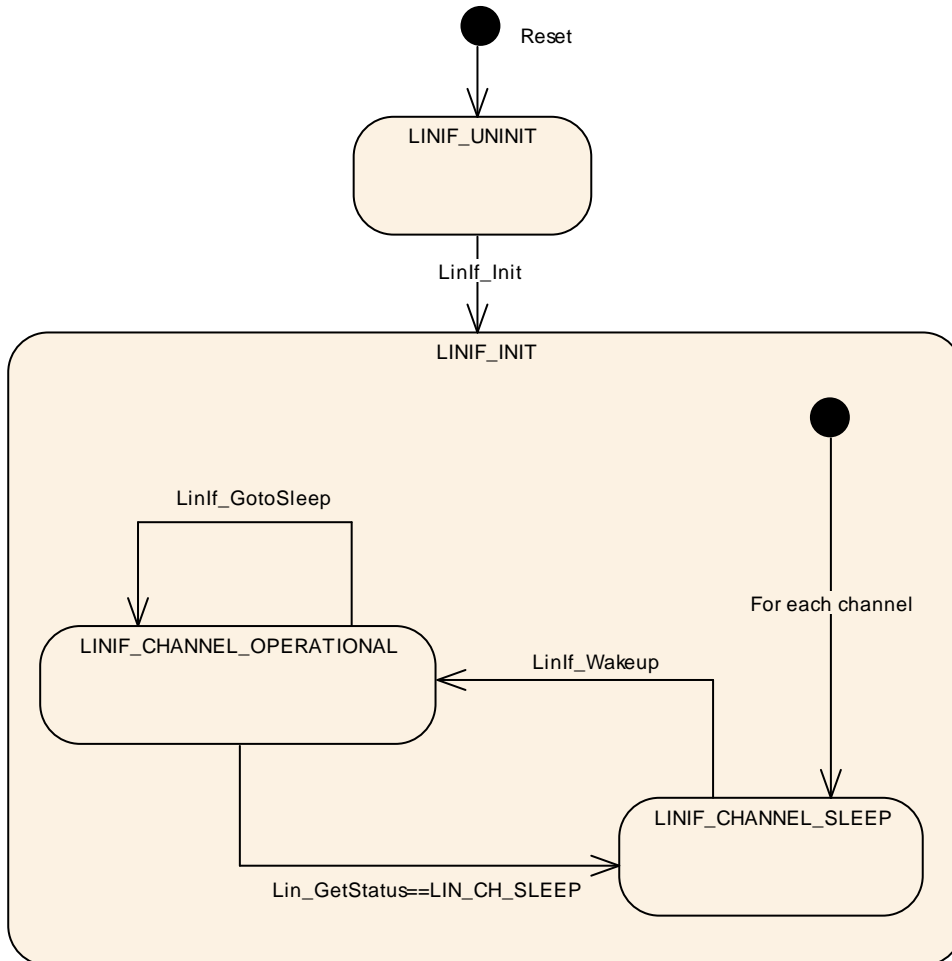 Reset
LINIF_UNINIT
LinIf_Init
LINIF_INIT
LinIf_GotoSleep
For each channel
LINIF_CHANNEL_OPERATIONAL
LinIf_Wakeup
LINIF_CHANNEL_SLEEP
Lin_GetStatus==LIN_CH_SLEEP